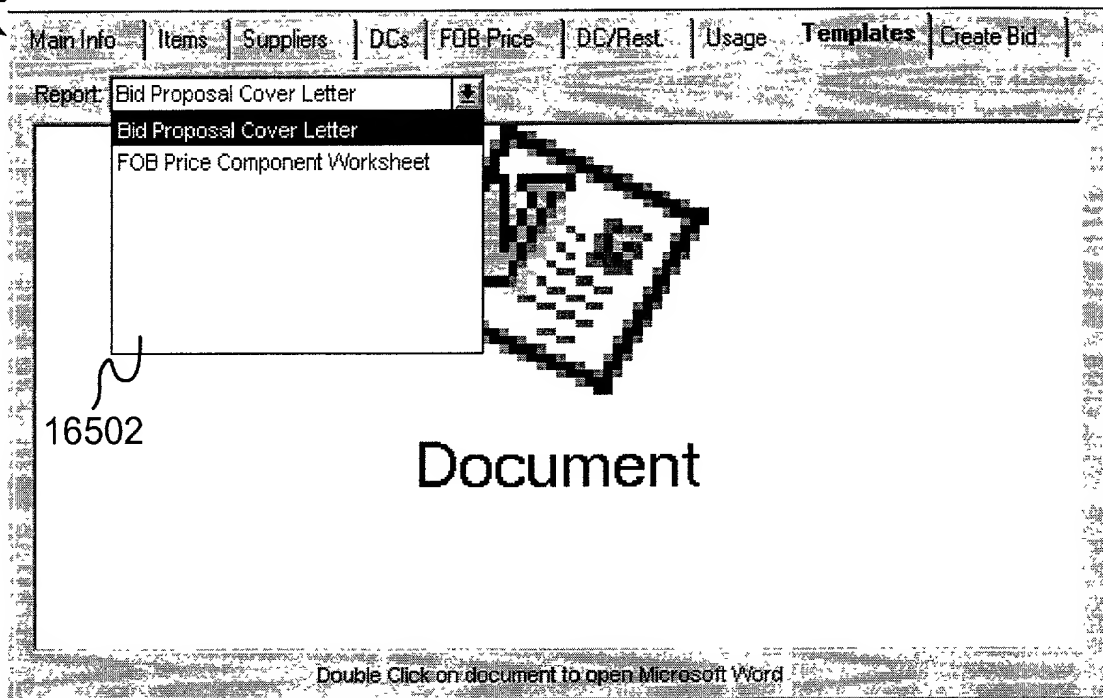 Main Info Items Suppliers DCs FOB Price DC/Rest. Usage Templates Create Bid
Report: Bid Proposal Cover Letter
Bid Proposal Cover Letter
FOB Price Component Worksheet
16502
Document
Double Click on document to open Microsoft Word